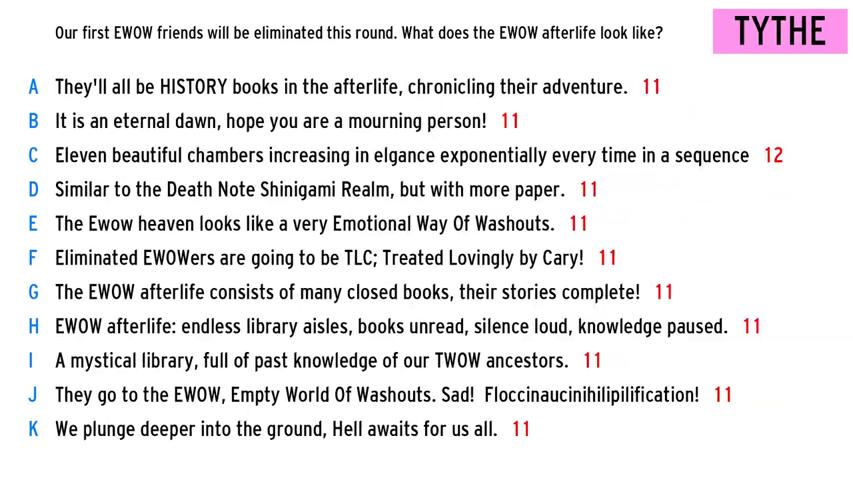 Our first EWOW friends will be eliminated this round. What does the EWOW afterlife look like?
TYTHE
A They'll all be HISTORY books in the afterlife, chronicling their adventure. 11
B It is an eternal dawn, hope you are a mourning person! 11
C Eleven beautiful chambers increasing in elgance exponentially every time in a sequence 12
D Similar to the Death Note Shinigami Realm, but with more paper. 11
E The Ewow heaven looks like a very Emotional Way Of Washouts. 11
F Eliminated EWOWers are going to be TLC; Treated Lovingly by Cary! 11
G The EWOW afterlife consists of many closed books, their stories complete! 11
H EWOW afterlife: endless library aisles, books unread, silence loud, knowledge paused. 11
I A mystical library, full of past knowledge of our TWOW ancestors. 11
J They go to the EWOW, Empty World Of Washouts. Sad! Floccinaucinihilipilification! 11
K We plunge deeper into the ground, Hell awaits for us all. 11